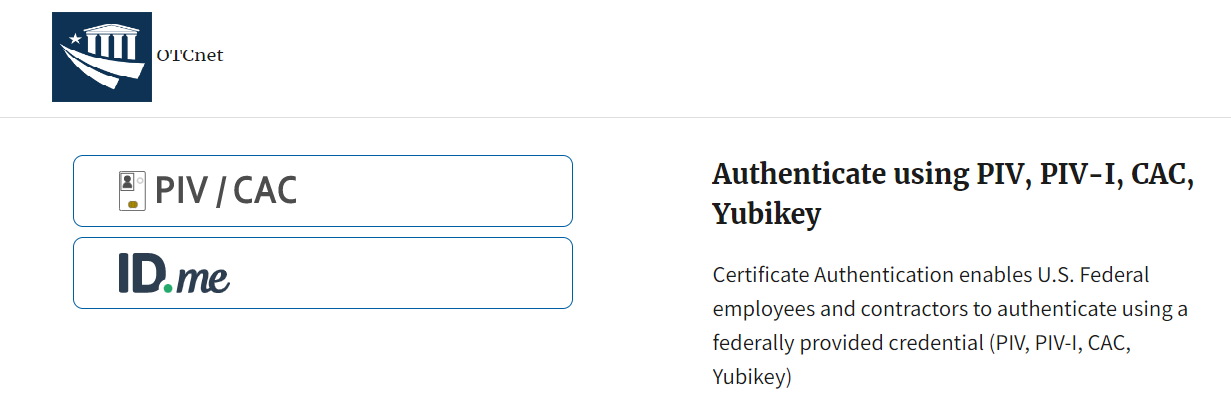 OTCnet
PIV / CAC
ID.me
Authenticate using PIV, PIV-I, CAC,
Yubikey
Certificate Authentication enables U.S. Federal
employees and contractors to authenticate using a
federally provided credential (PIV, PIV-I, CAC,
Yubikey)